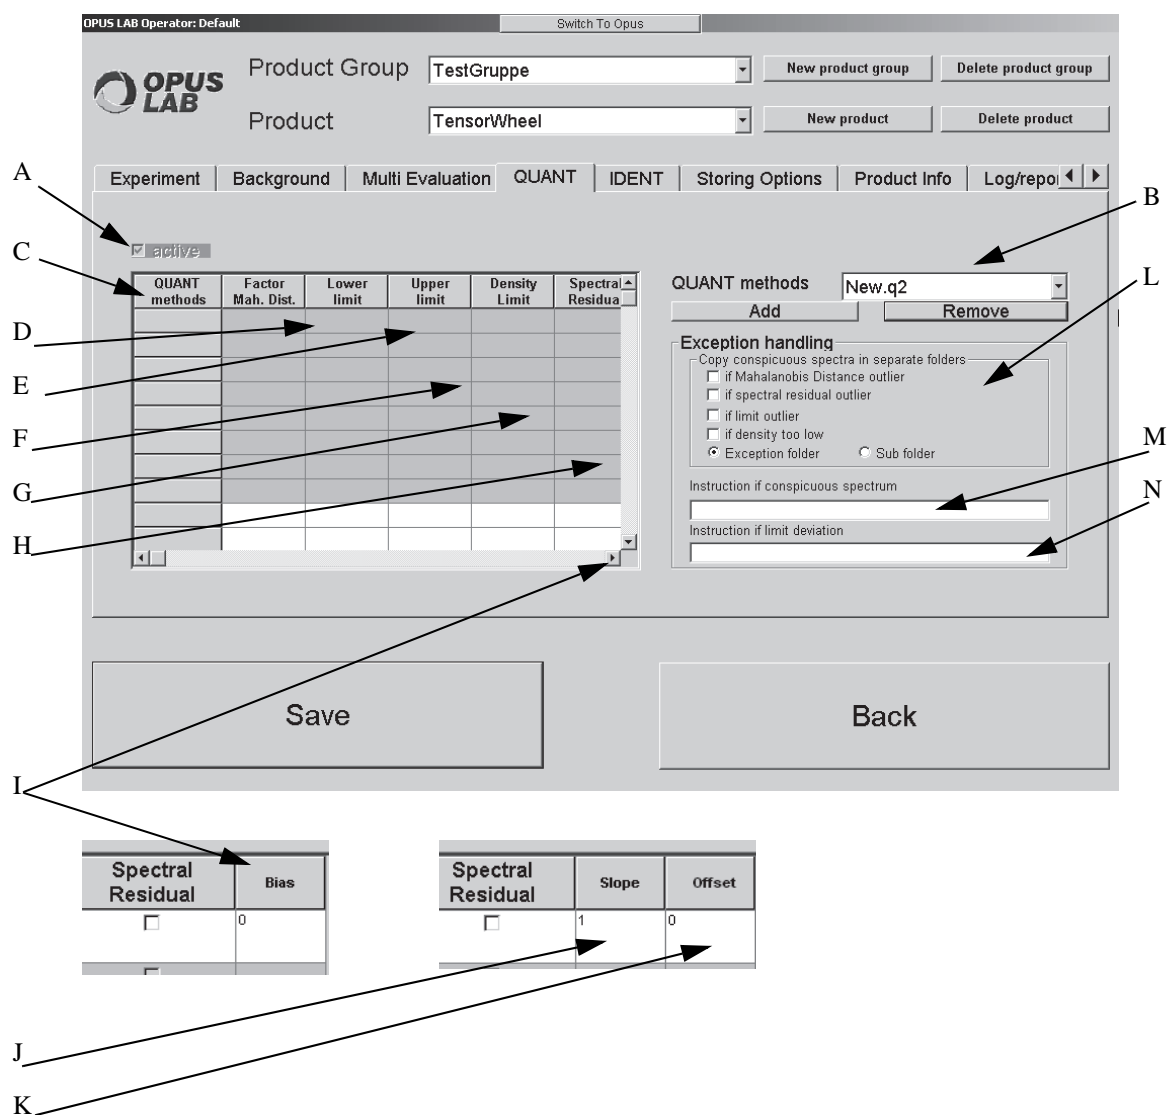 OPUS LAB Operator: Default
Switch To Opus
OPUS
LAB
Product Group
TestGruppe
New product group
Delete product group
Product
TensorWheel
New product
Delete product
A
Experiment
Background
Multi Evaluation
QUANT
IDENT
Storing Options
Product Info
Log/repo
B
active
C
QUANT methods
Factor Mah. Dist.
Lower limit
Upper limit
Density Limit
Spectral Residua
QUANT methods
New.q2
L
Add
Remove
D
Exception handling
Copy conspicuous spectra in separate folders
if Mahalanobis Distance outlier
E
if spectral residual outlier
if limit outlier
F
if density too low
M
Exception folder
Sub folder
G
Instruction if conspicuous spectrum
N
Instruction if limit deviation
H
Save
Back
I
Spectral Residual
Bias
0
Spectral Residual
Slope
Offset
1
0
J
K